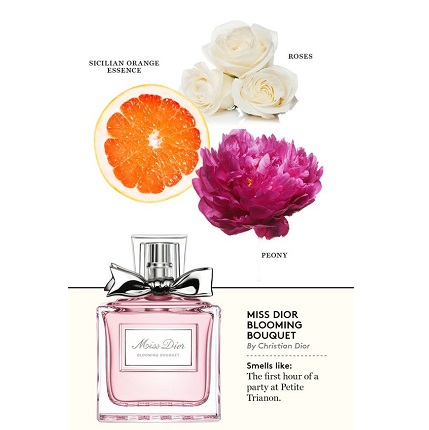 SICILIAN ORANGE
ESSENCE
ROSES
PEONY
Miss Dior
BLOOMING BOUQUET
MISS DIOR
BLOOMING
BOUQUET
By Christian Dior
Smells like:
The first hour of a
party at Petite
Trianon.